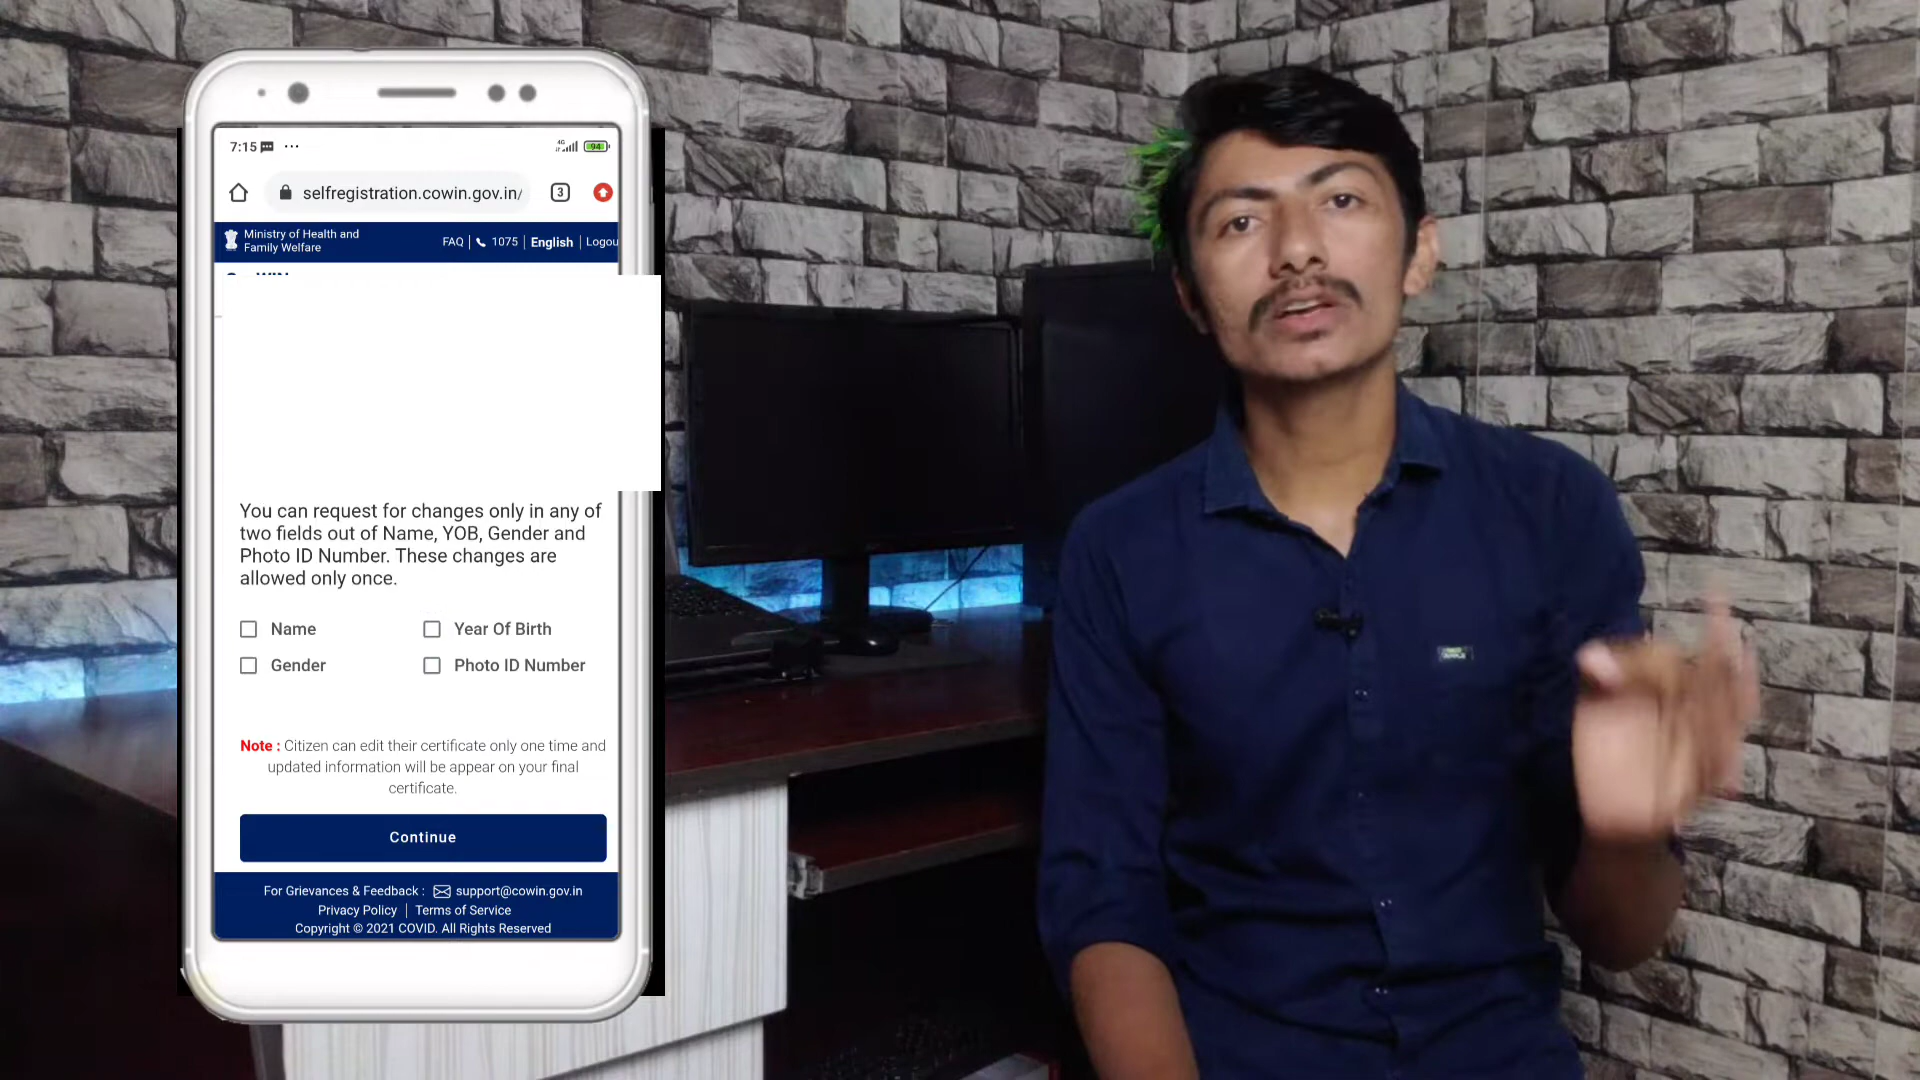 7:15
4G
94
selfregistration.cowin.gov.in/
3
Ministry of Health and
Family Welfare
FAQ | 1075 | English | Logou
You can request for changes only in any of
two fields out of Name, YOB, Gender and
Photo ID Number. These changes are
allowed only once.
Name
Year Of Birth
Gender
Photo ID Number
Note : Citizen can edit their certificate only one time and
updated information will be appear on your final
certificate.
Continue
For Grievances & Feedback : support@cowin.gov.in
Privacy Policy | Terms of Service
Copyright © 2021 COVID. All Rights Reserved